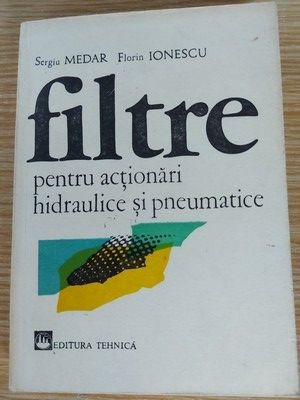 Sergiu MEDAR Florin IONESCU
filtre
pentru acționări
hidraulice și pneumatice
EDITURA TEHNICĂ